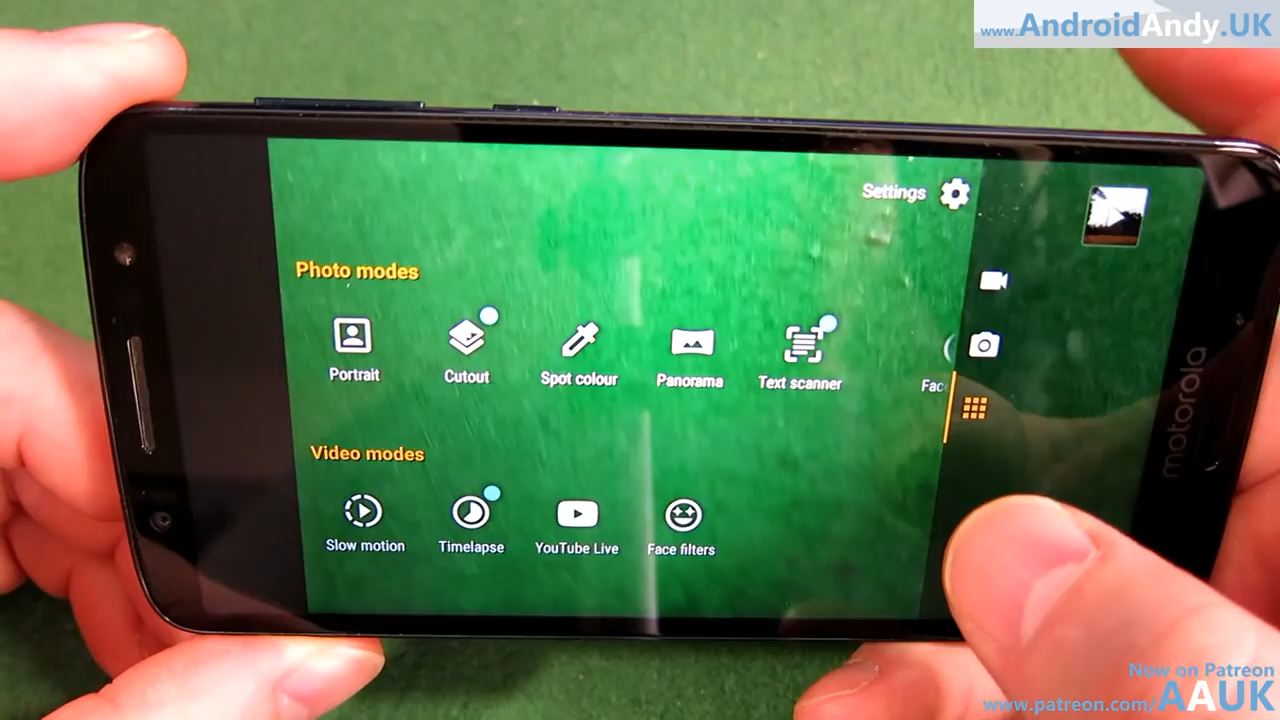 www.AndroidAndy.UK
Settings
Photo modes
Portrait
Cutout
Spot colour
Panorama
Text scanner
Fac
Video modes
Slow motion
Timelapse
YouTube Live
Face filters
motorola
Now on Patreon
www.patreon.com/AAUK